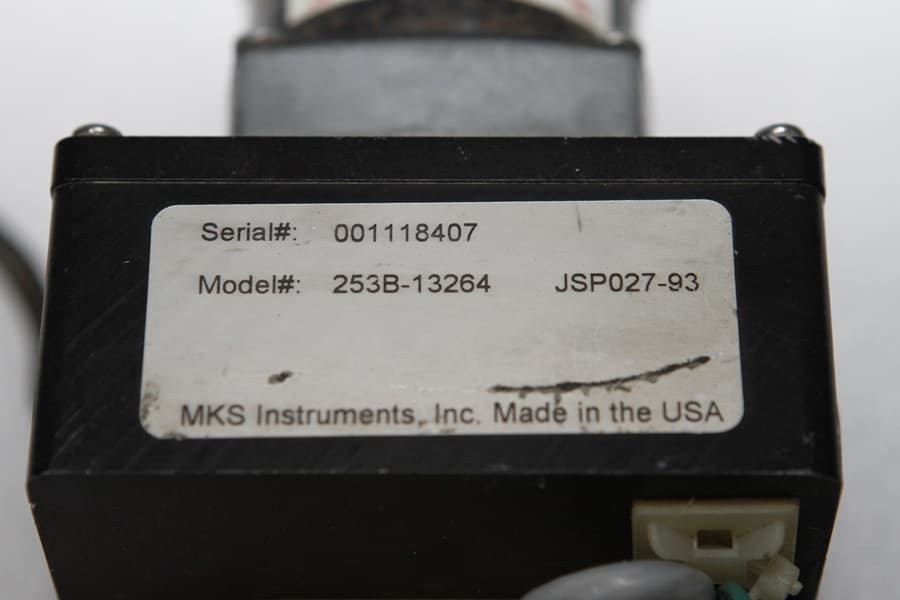 Serial#: 001118407
Model#: 253B-13264 JSP027-93
MKS Instruments, Inc. Made in the USA